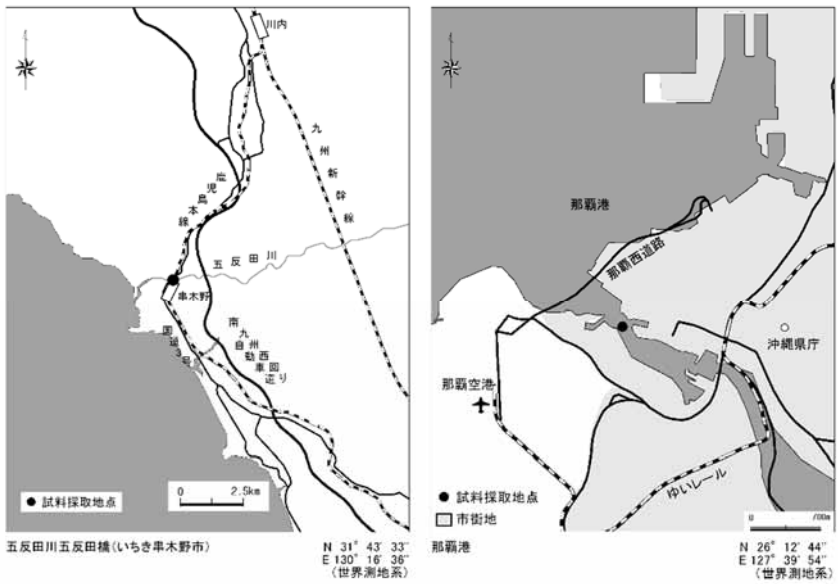 川内
九州新幹線
鹿児島本線
五反田川
串木野
国道3号
南九州西回り
自動車道
0 2.5km
● 試料採取地点
五反田川五反田橋(いちき串木野市)
N 31° 43′ 33″
E 130° 16′ 36″
(世界測地系)
那覇港
那覇西道路
沖縄県庁
那覇空港
ゆいレール
● 試料採取地点
市街地
0 700m
那覇港
N 26° 12′ 44″
E 127° 39′ 54″
(世界測地系)